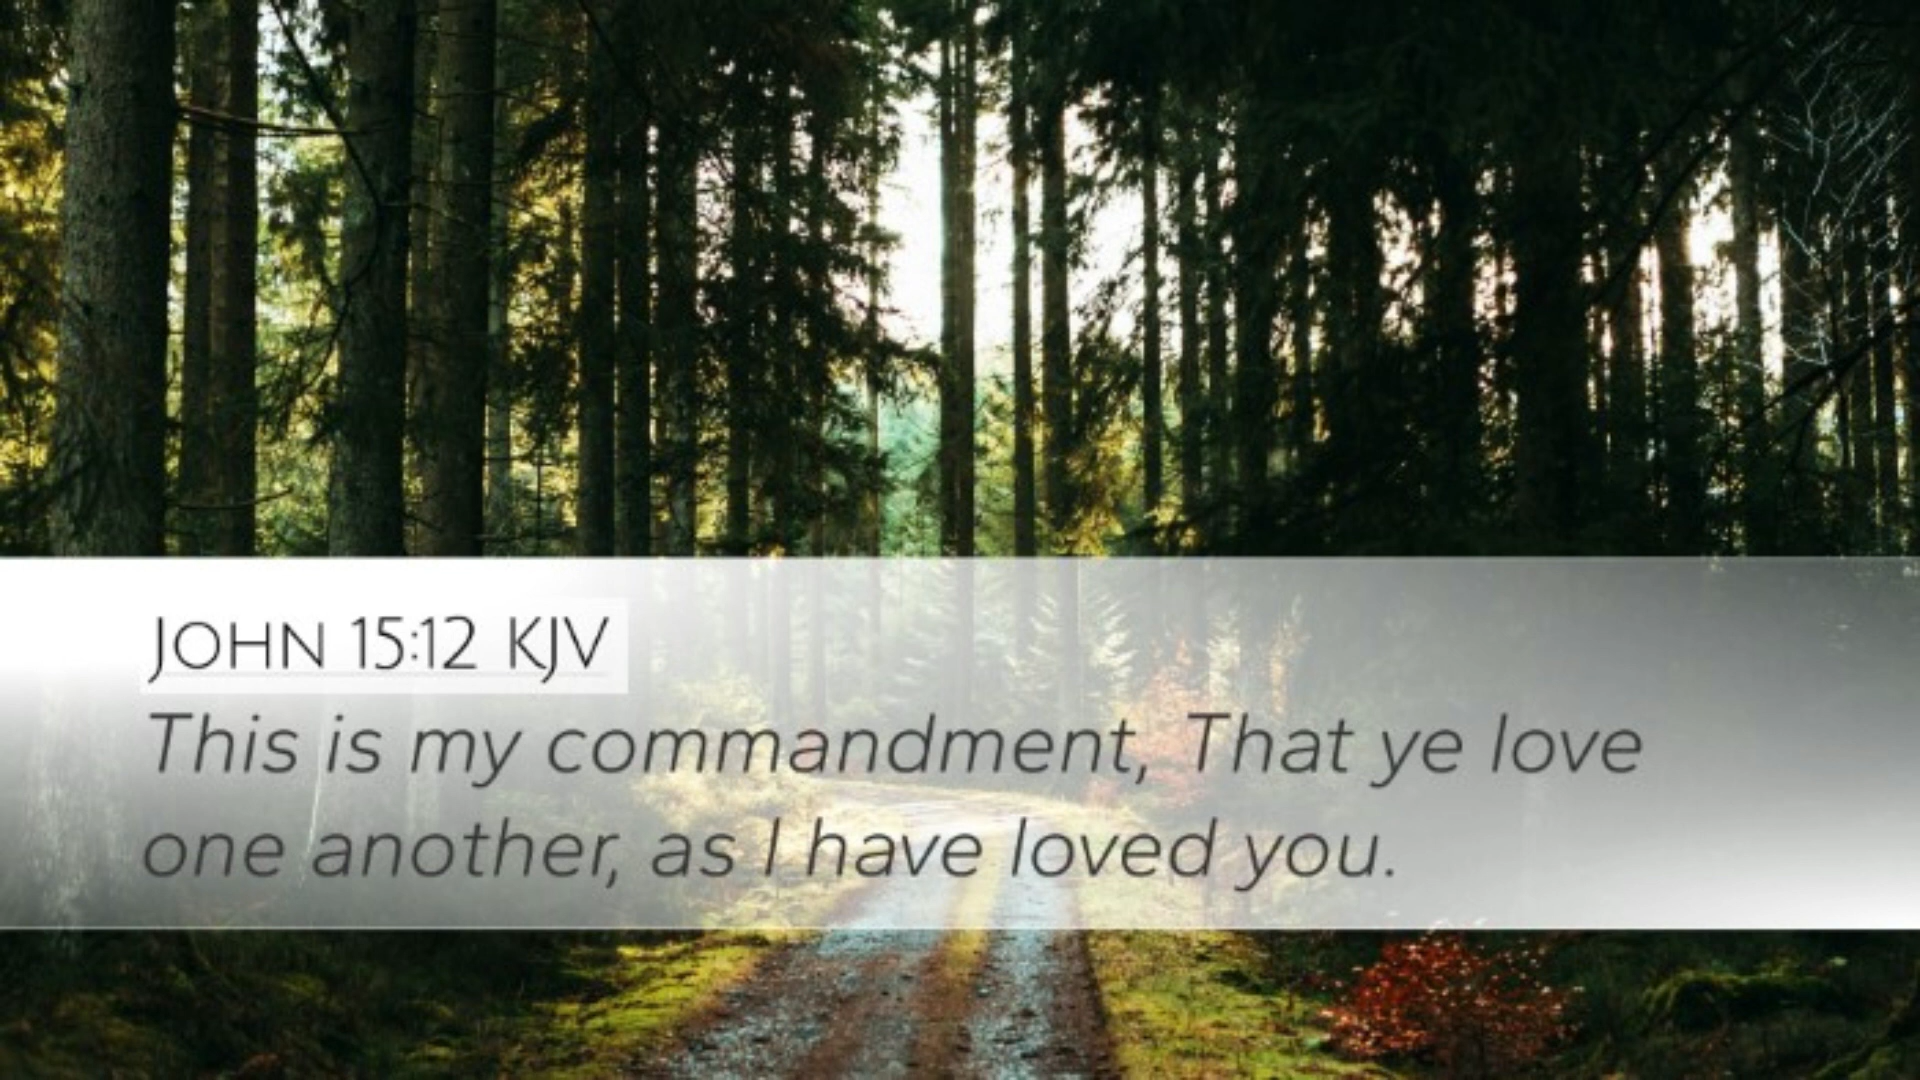 John 15:12 KJV
This is my commandment, That ye love
one another, as I have loved you.